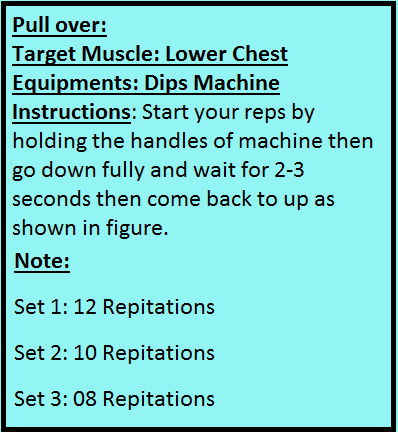 Pull over:
Target Muscle: Lower Chest
Equipments: Dips Machine
Instructions: Start your reps by
holding the handles of machine then
go down fully and wait for 2-3
seconds then come back to up as
shown in figure.
Note:
Set 1: 12 Repitations
Set 2: 10 Repitations
Set 3: 08 Repitations